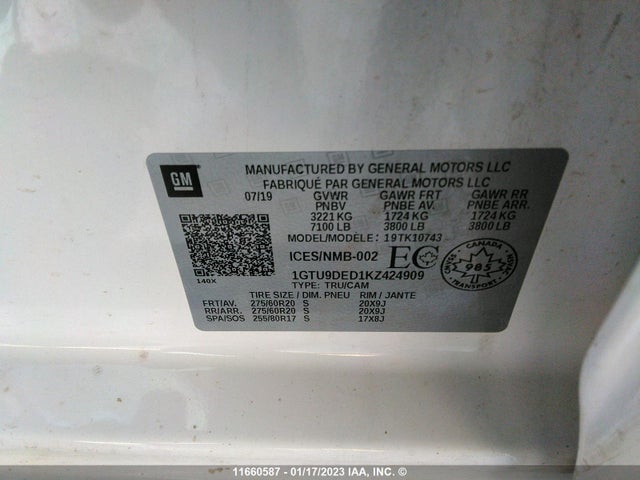 GM
MANUFACTURED BY GENERAL MOTORS LLC
FABRIQUÉ PAR GENERAL MOTORS LLC
07/19 GVWR GAWR FRT GAWR RR
PNBV PNBE AV. PNBE ARR.
3221 KG 1724 KG 1724 KG
7100 LB 3800 LB 3800 LB
MODEL/MODÈLE: 19TK10743
ICES/NMB-002 EC CANADA
985
TRANSPORT
1GTU9DED1KZ424909
140X TYPE: TRU/CAM
TIRE SIZE / DIM. PNEU RIM / JANTE
FRT/AV. 275/60R20 S 20X9J
RR/ARR. 275/60R20 S 20X9J
SPA/SOS 255/80R17 S 17X8J
11660587 - 01/17/2023 IAA, INC. ©